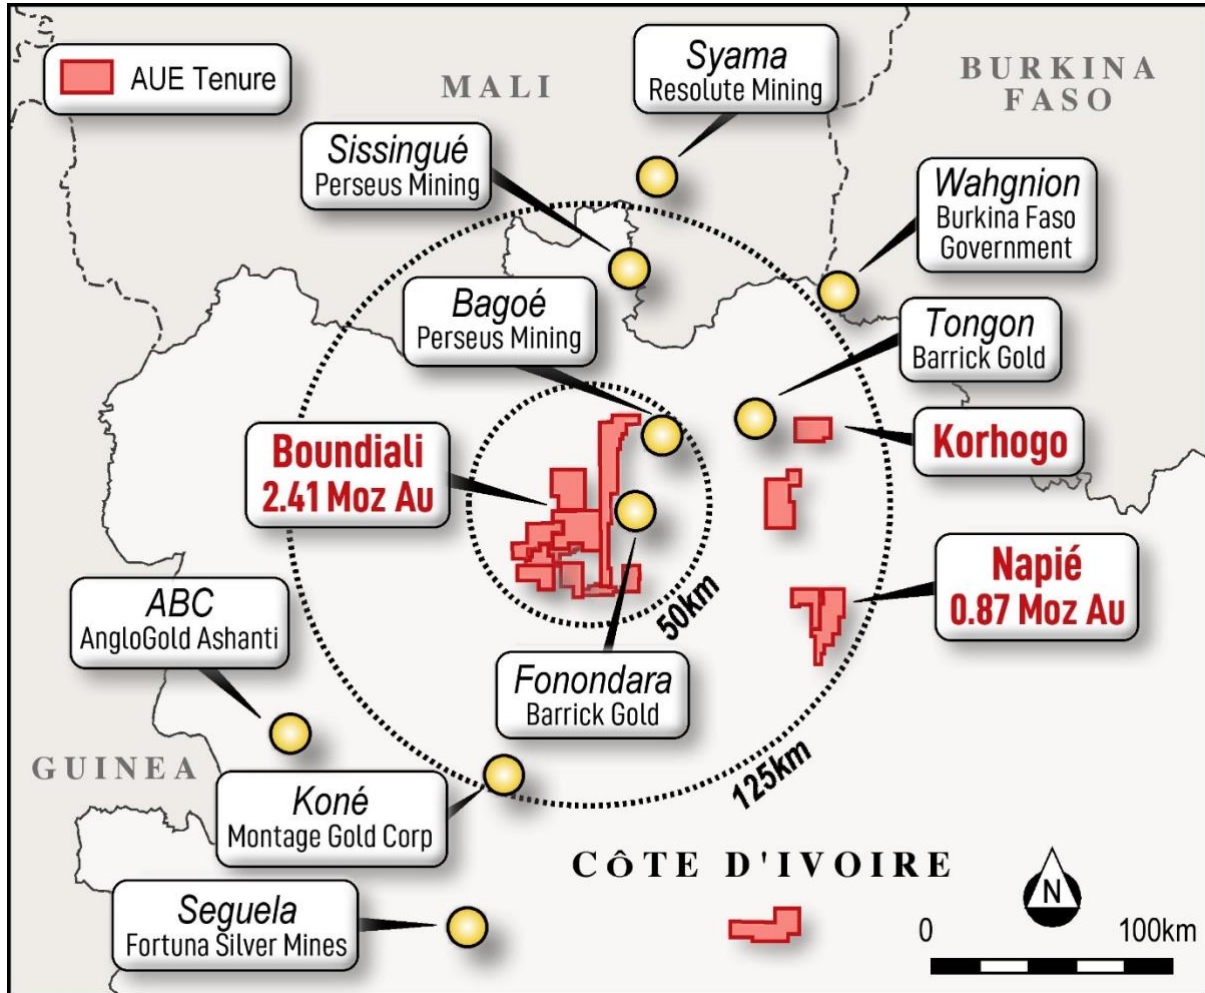 AUE Tenure
MALI
BURKINA
FASO
Syama
Resolute Mining
Sissingué
Perseus Mining
Wahgnion
Burkina Faso
Government
Bagoé
Perseus Mining
Tongon
Barrick Gold
Boundiali
2.41 Moz Au
Korhogo
Napié
0.87 Moz Au
50km
ABC
AngloGold Ashanti
Fonondara
Barrick Gold
125km
GUINEA
Koné
Montage Gold Corp
CÔTE D'IVOIRE
N
Seguela
Fortuna Silver Mines
0 100km